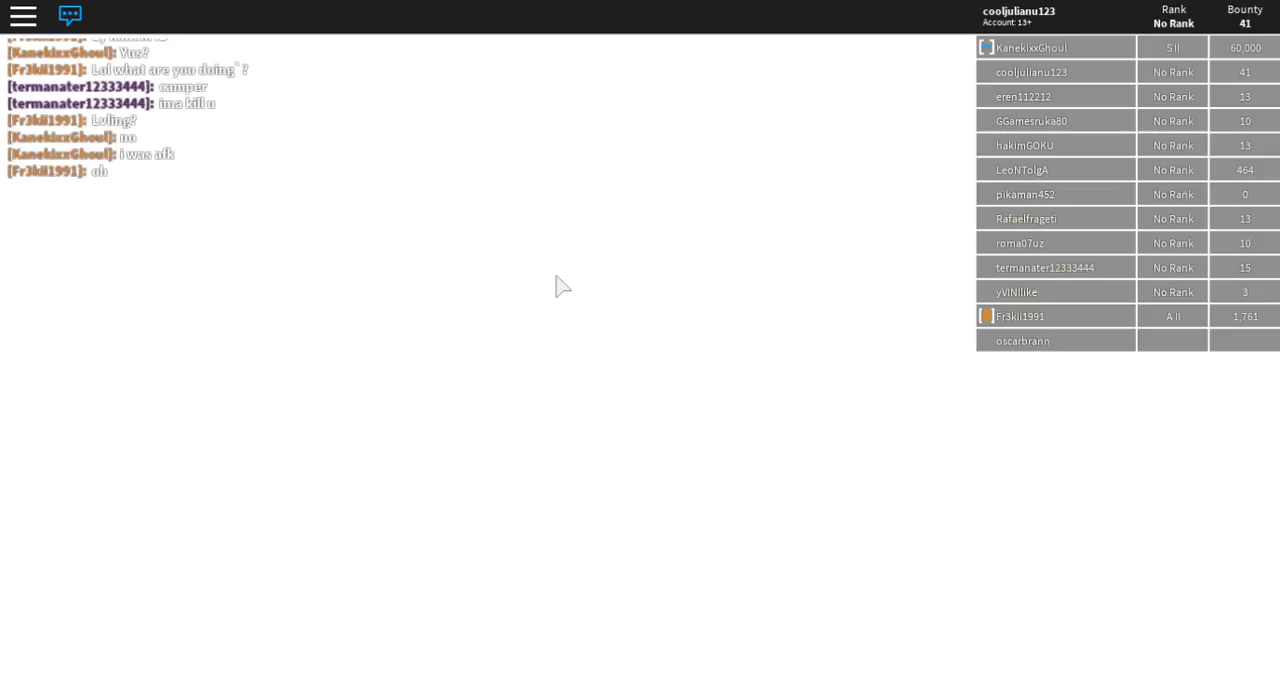 cooljulianu123 Rank Bounty
Account: 13+ No Rank 41
[KanekixxGhoul]: Yus?
[Fr3kii1991]: Lol what are you doing`?
[termanater12333444]: camper
[termanater12333444]: ima kill u
[Fr3kii1991]: Lvling?
[KanekixxGhoul]: no
[KanekixxGhoul]: i was afk
[Fr3kii1991]: oh
KanekixxGhoul S II 60,000
cooljulianu123 No Rank 41
eren112212 No Rank 13
GGamesruka80 No Rank 10
hakimGOKU No Rank 13
LeoNTolgA No Rank 464
pikaman452 No Rank 0
Rafaelfrageti No Rank 13
roma07uz No Rank 10
termanater12333444 No Rank 15
yVINIlike No Rank 3
Fr3kii1991 A II 1,761
oscarbrann